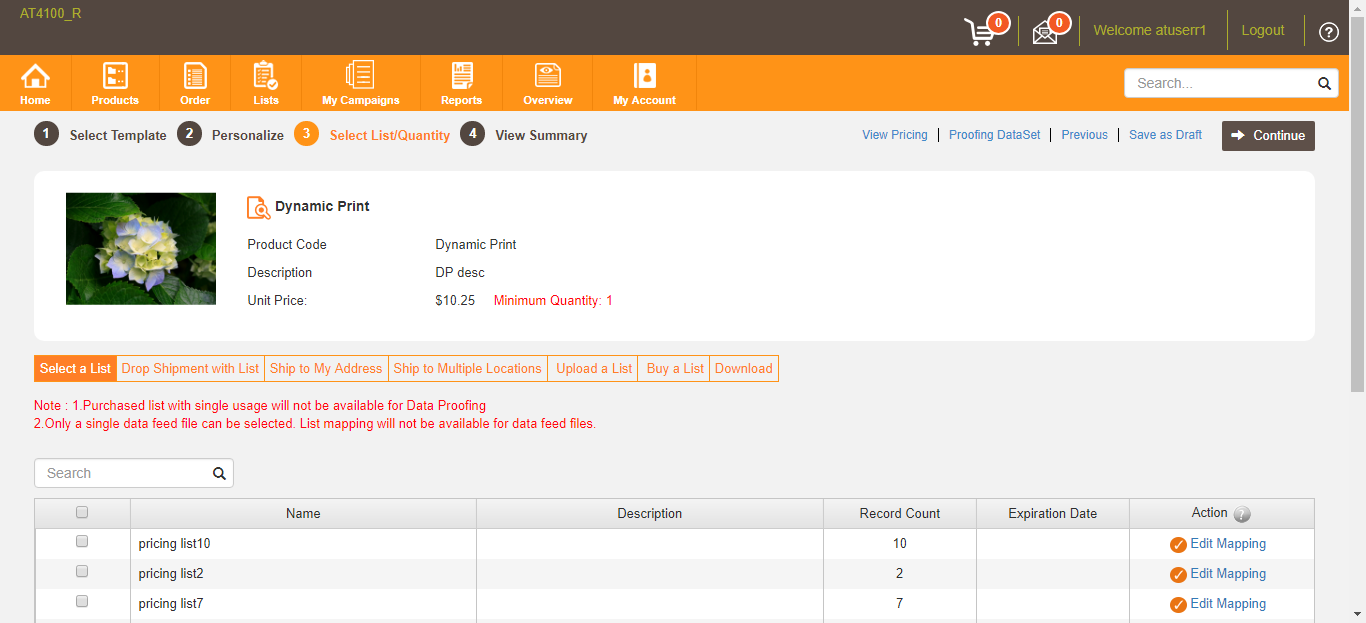 AT4100_R
0
0
Welcome atuserr1
Logout
?
Home
Products
Order
Lists
My Campaigns
Reports
Overview
My Account
Search...
1 Select Template 2 Personalize 3 Select List/Quantity 4 View Summary
View Pricing | Proofing DataSet | Previous | Save as Draft
Continue
Dynamic Print
Product Code Dynamic Print
Description DP desc
Unit Price: $10.25 Minimum Quantity: 1
Select a List Drop Shipment with List Ship to My Address Ship to Multiple Locations Upload a List Buy a List Download
Note : 1.Purchased list with single usage will not be available for Data Proofing
2.Only a single data feed file can be selected. List mapping will not be available for data feed files.
Search
Name Description Record Count Expiration Date Action ?
pricing list10 10 Edit Mapping
pricing list2 2 Edit Mapping
pricing list7 7 Edit Mapping